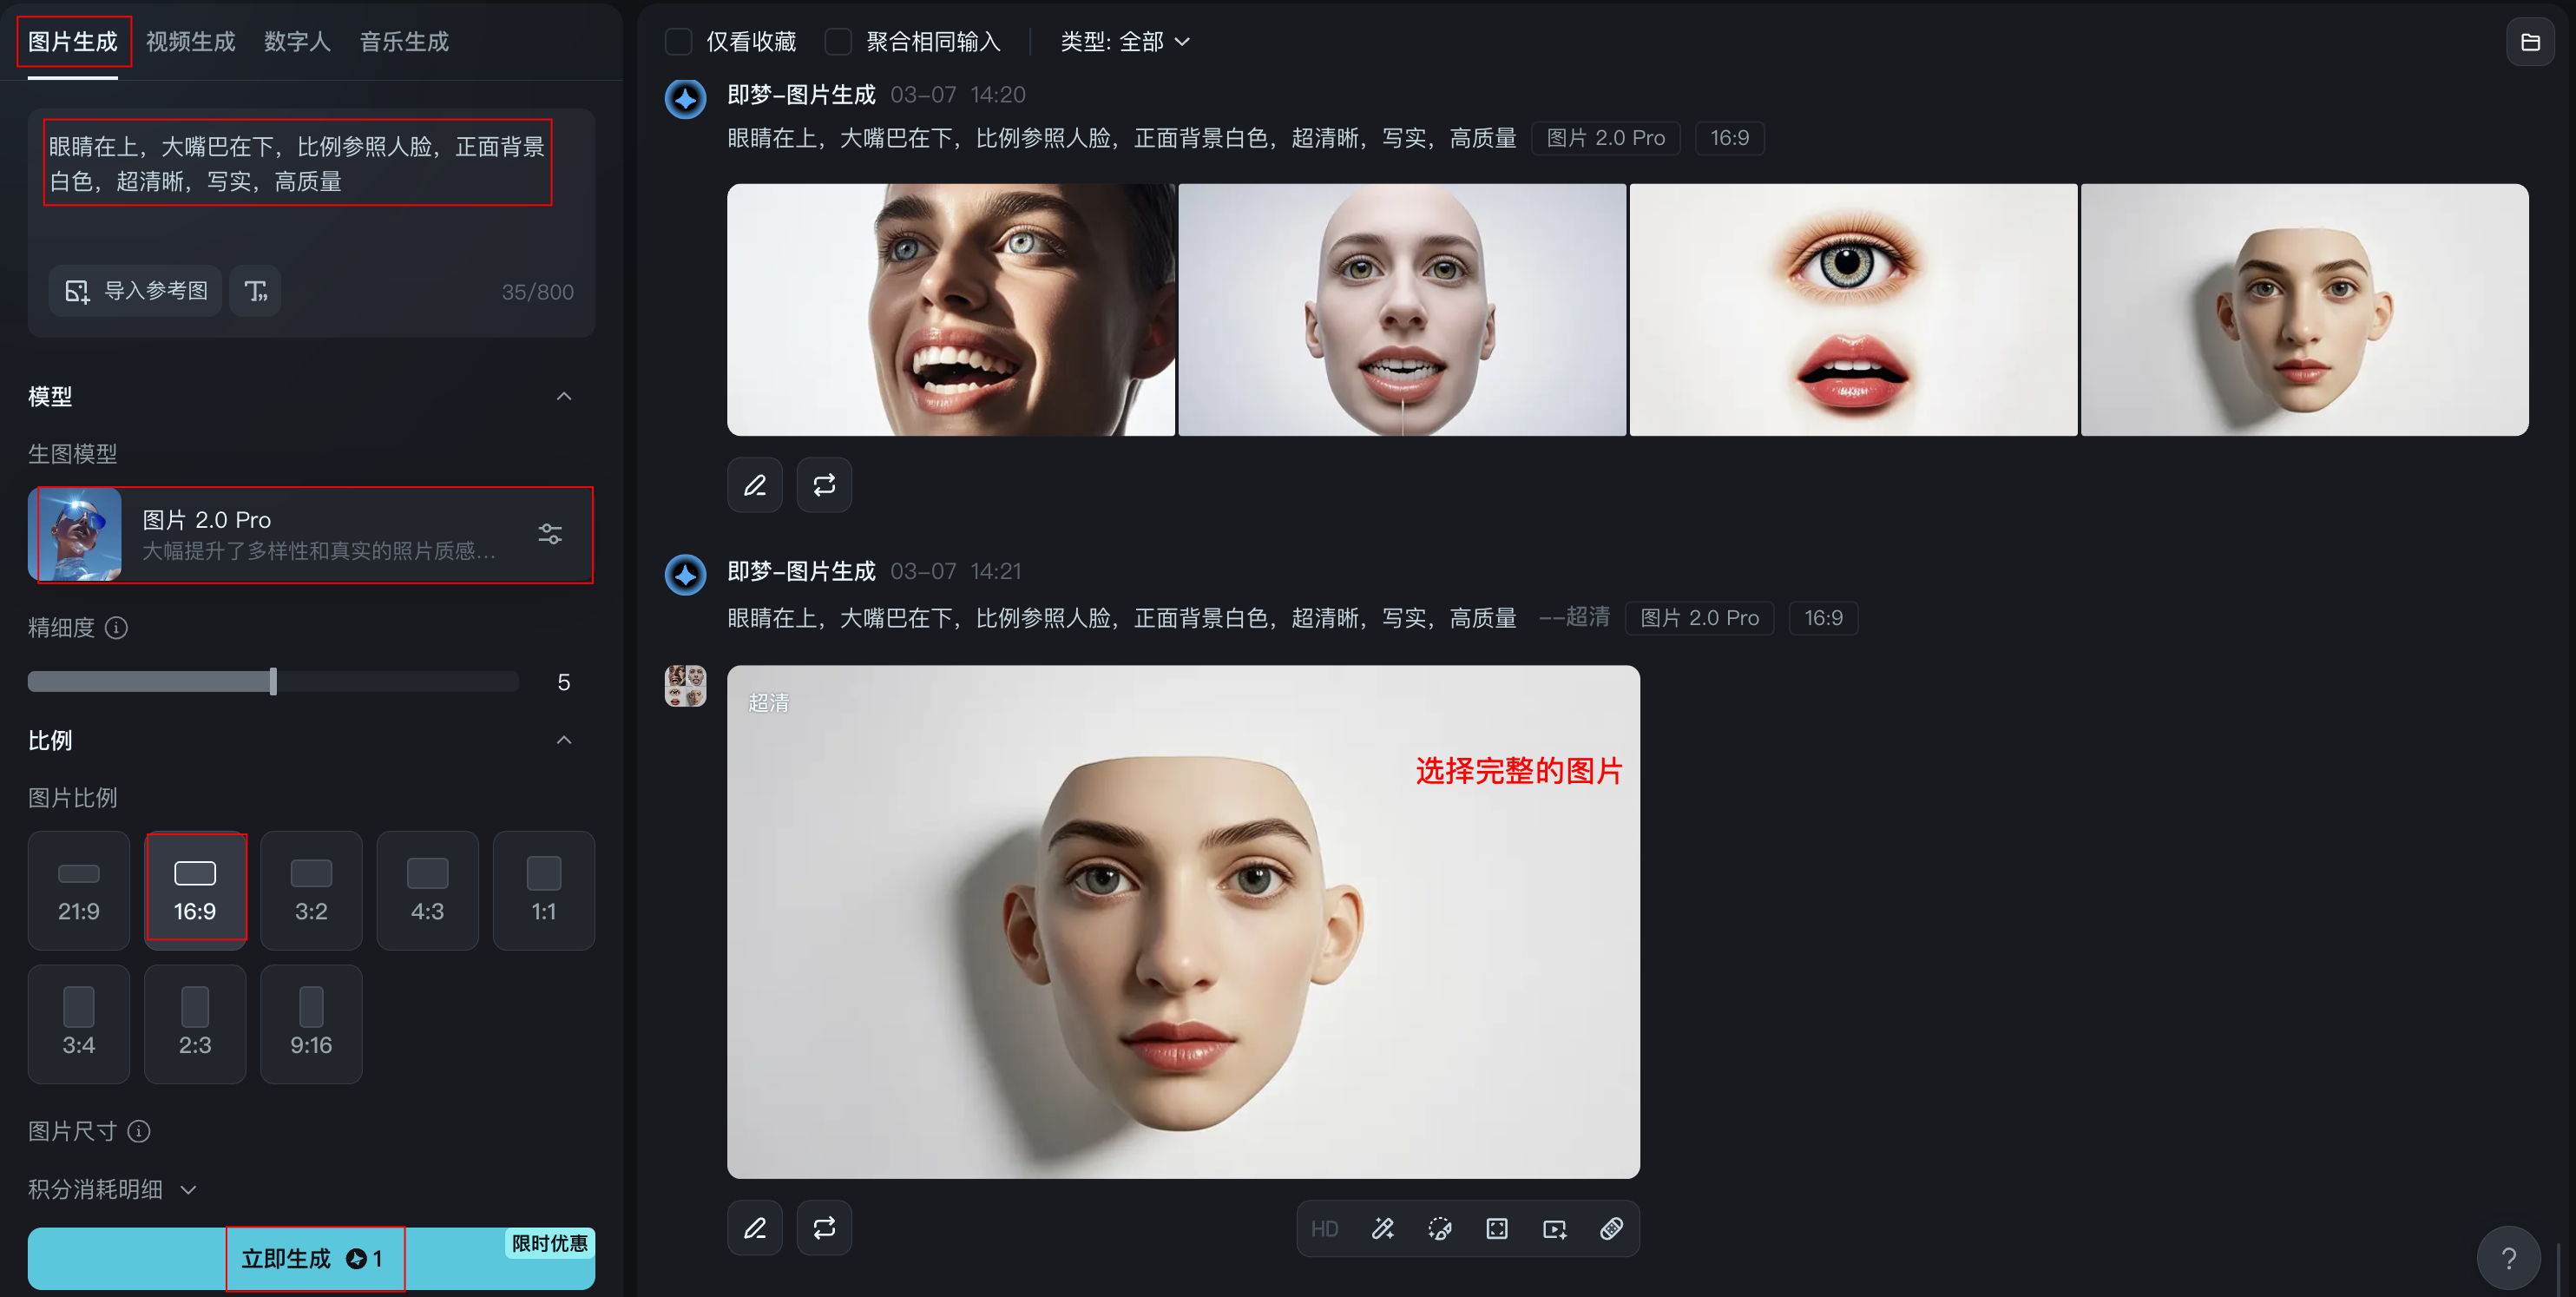 图片生成 视频生成 数字人 音乐生成
眼睛在上，大嘴巴在下，比例参照人脸，正面背景
白色，超清晰，写实，高质量
导入参考图
35/800
模型
生图模型
图片 2.0 Pro
大幅提升了多样性和真实的照片质感...
精细度
5
比例
图片比例
21:9 16:9 3:2 4:3 1:1
3:4 2:3 9:16
图片尺寸
积分消耗明细
限时优惠
立即生成 1
仅看收藏 聚合相同输入 类型: 全部
即梦-图片生成 03-07 14:20
眼睛在上，大嘴巴在下，比例参照人脸，正面背景白色，超清晰，写实，高质量 图片 2.0 Pro 16:9
即梦-图片生成 03-07 14:21
眼睛在上，大嘴巴在下，比例参照人脸，正面背景白色，超清晰，写实，高质量 --超清 图片 2.0 Pro 16:9
超清
选择完整的图片
HD
?